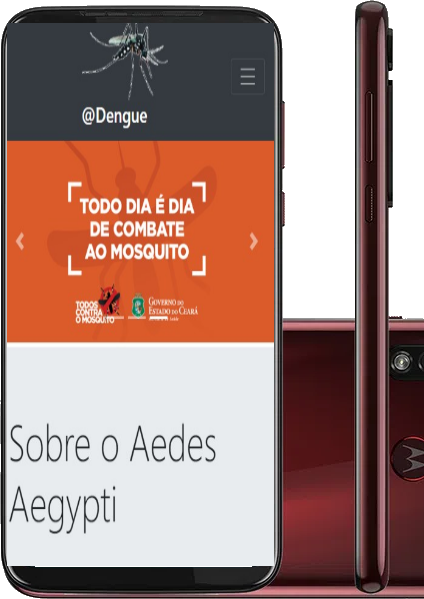 @Dengue
TODO DIA É DIA
DE COMBATE
AO MOSQUITO
TODOS
CONTRA
O MOSQUITO
GOVERNO DO
ESTADO DO CEARÁ
Sobre o Aedes
Aegypti